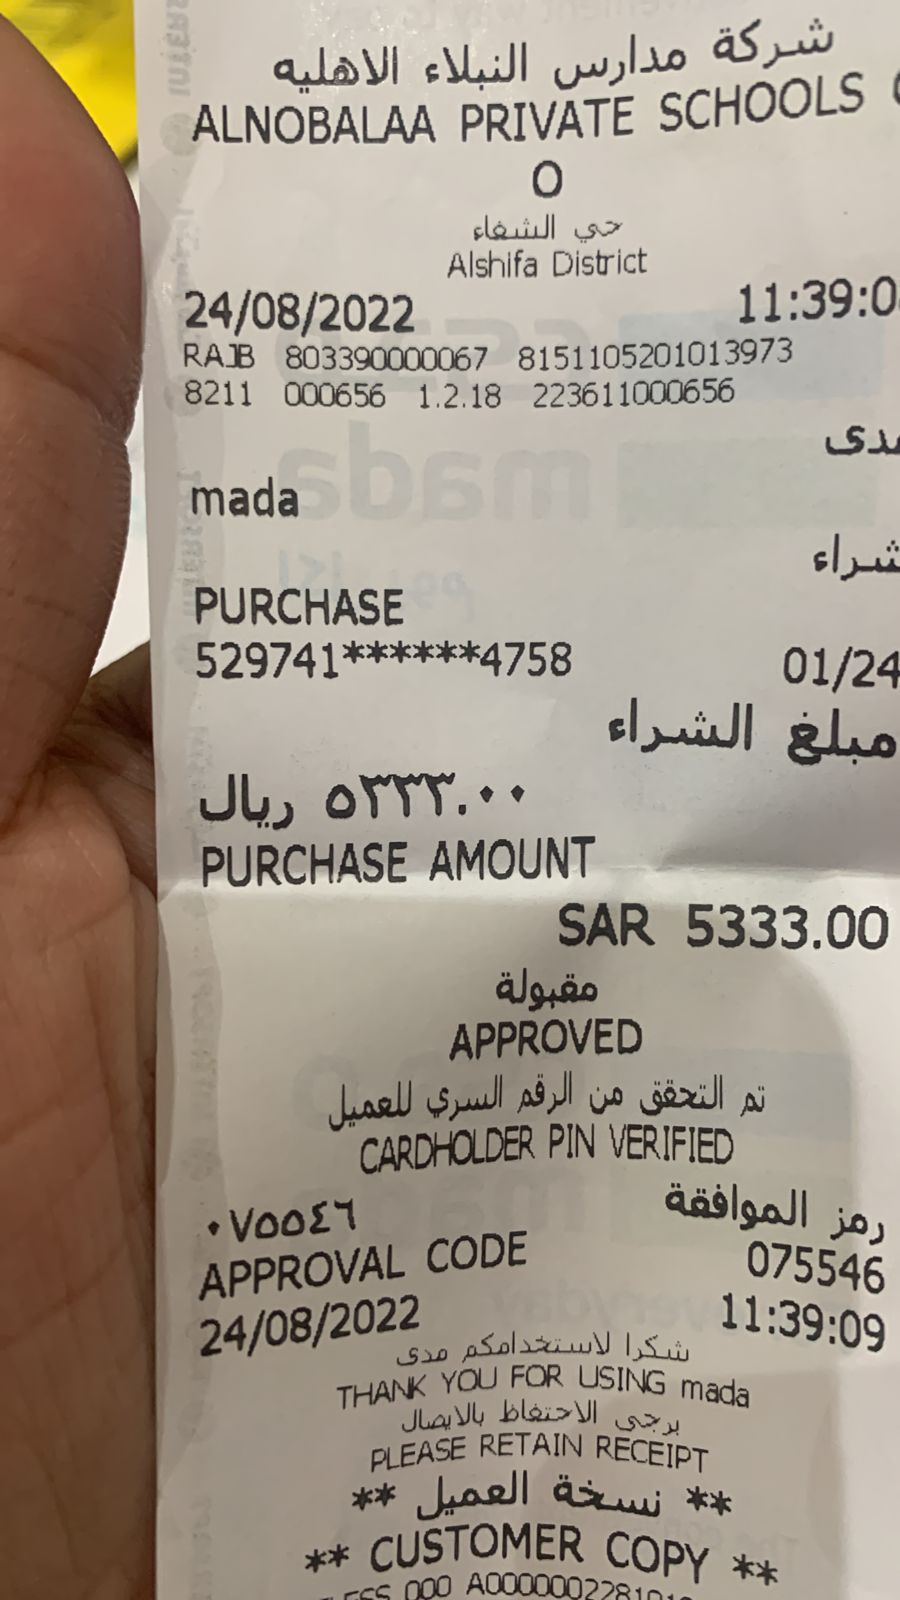 شركة مدارس النبلاء الاهليه
ALNOBALAA PRIVATE SCHOOLS
O
حي الشفاء
Alshifa District
24/08/2022 11:39:0
RAJB 803390000067 8151105201013973
8211 000656 1.2.18 223611000656
مدى
mada
شراء
PURCHASE
529741******4758 01/24
مبلغ الشراء
٥٣٣٣.٠٠ ريال
PURCHASE AMOUNT
SAR 5333.00
مقبولة
APPROVED
تم التحقق من الرقم السري للعميل
CARDHOLDER PIN VERIFIED
رمز الموافقة ٠٧٥٥٤٦
APPROVAL CODE 075546
24/08/2022 11:39:09
شكرا لاستخدامكم مدى
THANK YOU FOR USING mada
يرجى الاحتفاظ بالايصال
PLEASE RETAIN RECEIPT
** نسخة العميل **
** CUSTOMER COPY **
000